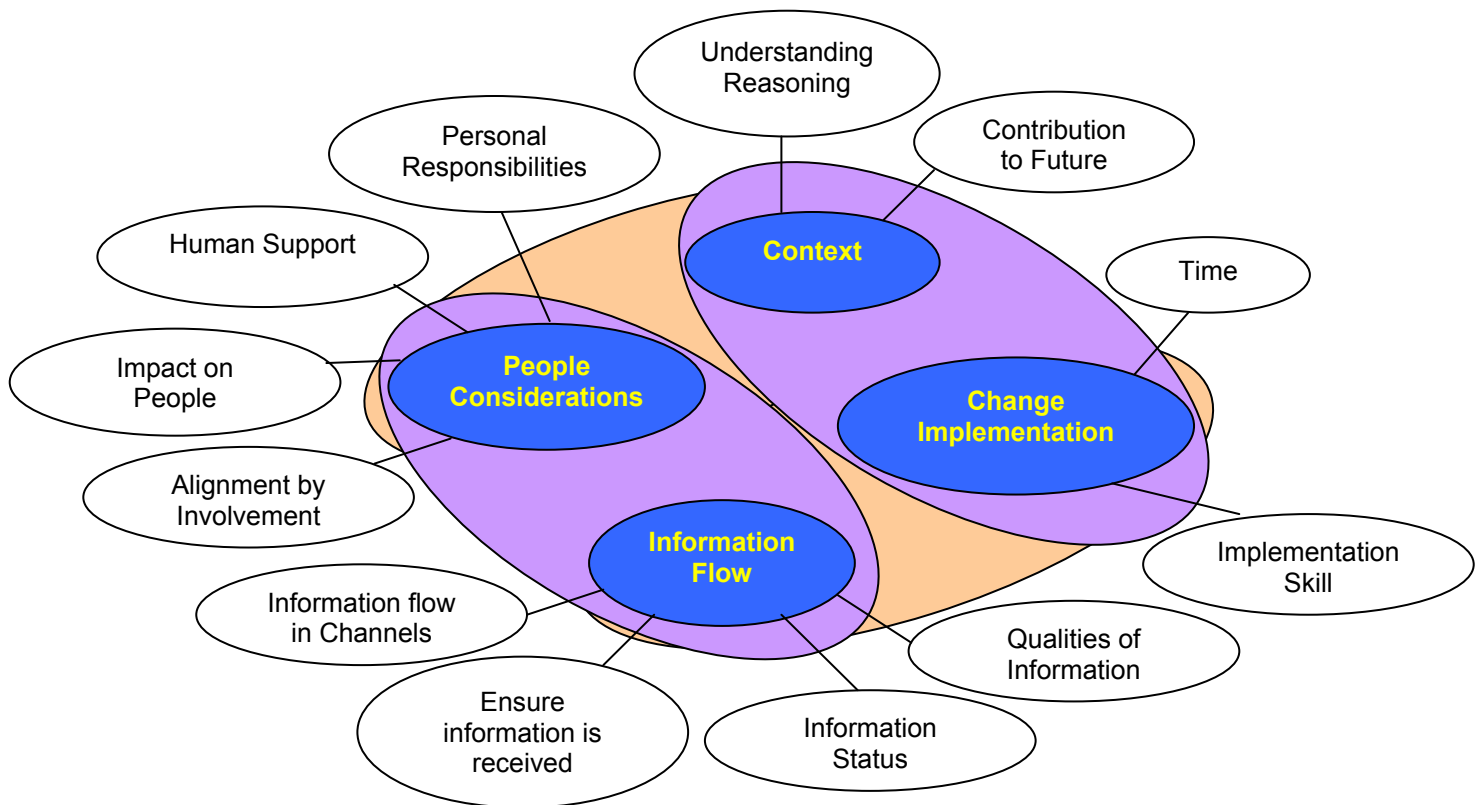 Understanding
Reasoning
Contribution
to Future
Personal
Responsibilities
Human Support
Context
Time
Impact on
People
People
Considerations
Change
Implementation
Alignment by
Involvement
Information
Flow
Implementation
Skill
Information flow
in Channels
Qualities of
Information
Ensure
information is
received
Information
Status